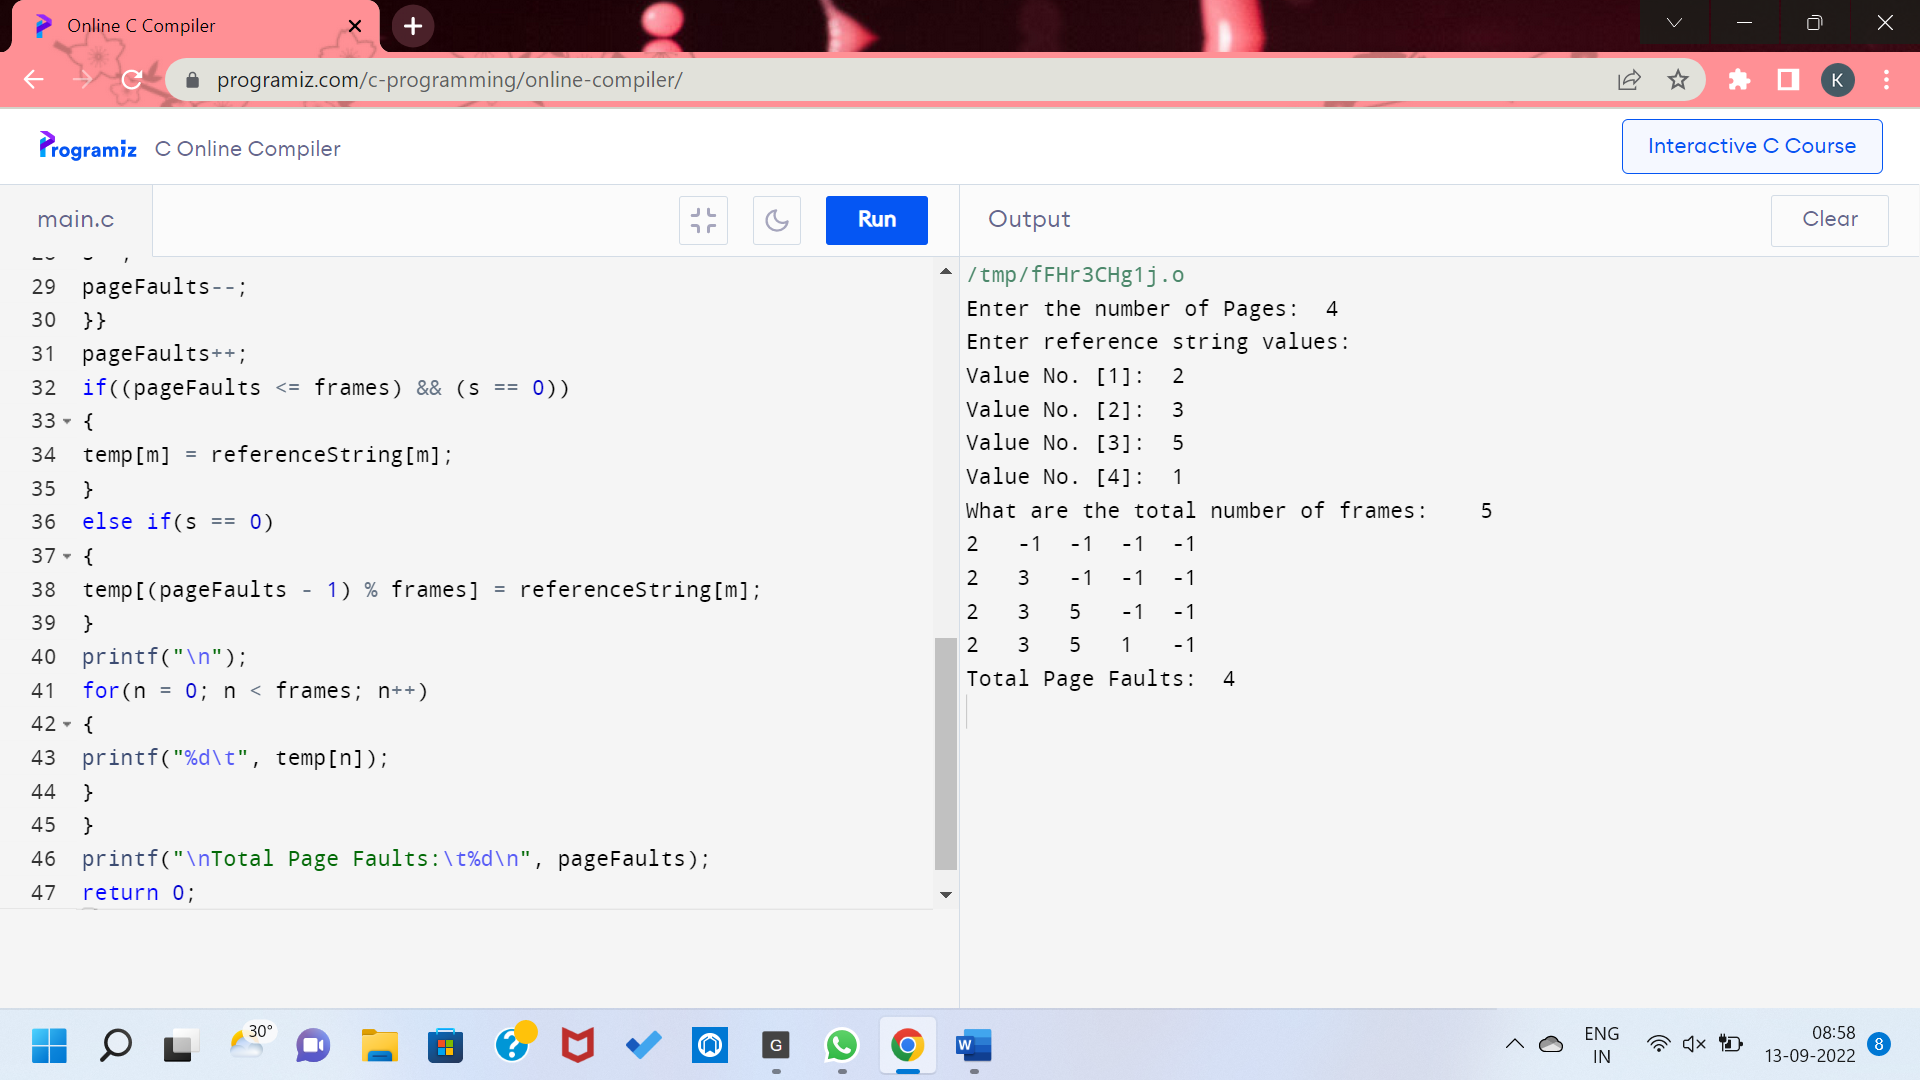 Online C Compiler
programiz.com/c-programming/online-compiler/
K
Programiz C Online Compiler
Interactive C Course
main.c
Run
Output
Clear
29 pageFaults--;
30 }}
31 pageFaults++;
32 if((pageFaults <= frames) && (s == 0))
33 {
34 temp[m] = referenceString[m];
35 }
36 else if(s == 0)
37 {
38 temp[(pageFaults - 1) % frames] = referenceString[m];
39 }
40 printf("\n");
41 for(n = 0; n < frames; n++)
42 {
43 printf("%d\t", temp[n]);
44 }
45 }
46 printf("\nTotal Page Faults:\t%d\n", pageFaults);
47 return 0;
/tmp/fFHr3CHg1j.o
Enter the number of Pages: 4
Enter reference string values:
Value No. [1]: 2
Value No. [2]: 3
Value No. [3]: 5
Value No. [4]: 1
What are the total number of frames: 5
2 -1 -1 -1 -1
2 3 -1 -1 -1
2 3 5 -1 -1
2 3 5 1 -1
Total Page Faults: 4
30°
G
W
ENG
IN
08:58
13-09-2022
8